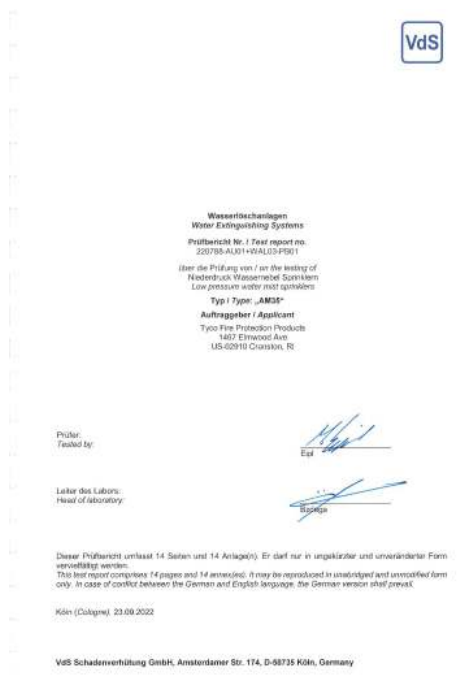 VdS
Wasserlöschanlagen
Water Extinguishing Systems
Prüfbericht Nr. / Test report no.
220788-AU01+WAL03-PB01
über die Prüfung von / on the testing of
Niederdruck Wassernebel Sprinklern
Low pressure water mist sprinklers
Typ / Type: „AM35“
Auftraggeber / Applicant
Tyco Fire Protection Products
1467 Elmwood Ave
US-02910 Cranston, RI
Prüfer:
Tested by:
Eipl
Leiter des Labors:
Head of laboratory:
Dieser Prüfbericht umfasst 14 Seiten und 14 Anlage(n). Er darf nur in ungekürzter und unveränderter Form
vervielfältigt werden.
This test report comprises 14 pages and 14 annex(es). It may be reproduced in unabridged and unmodified form
only. In case of conflict between the German and English language, the German version shall prevail.
Köln (Cologne), 23.09.2022
VdS Schadenverhütung GmbH, Amsterdamer Str. 174, D-50735 Köln, Germany